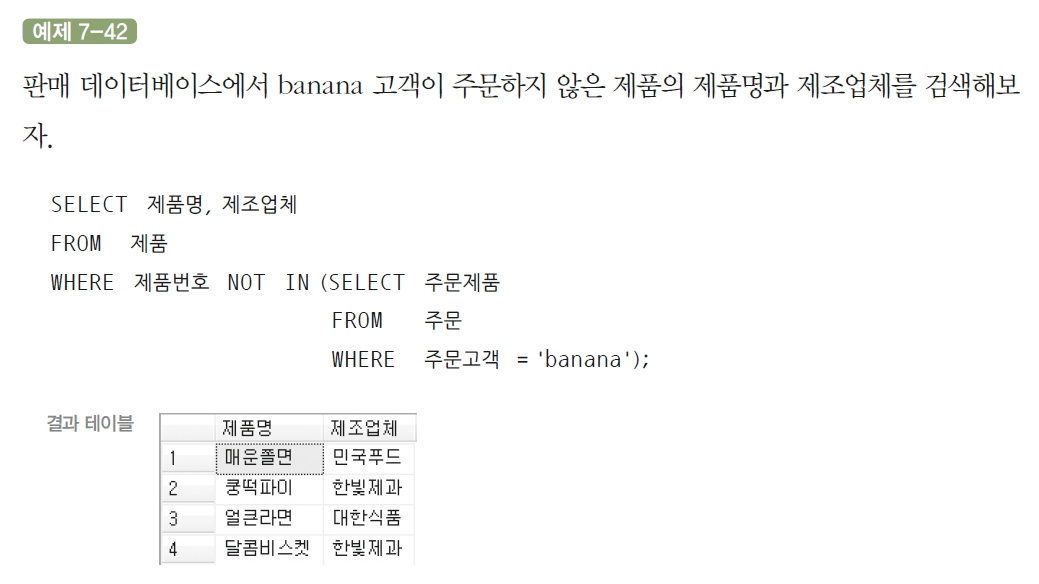 예제 7-42
판매 데이터베이스에서 banana 고객이 주문하지 않은 제품의 제품명과 제조업체를 검색해보
자.
SELECT 제품명, 제조업체
FROM 제품
WHERE 제품번호 NOT IN (SELECT 주문제품
FROM 주문
WHERE 주문고객 = 'banana');
결과 테이블
제품명 제조업체
1 매운쫄면 민국푸드
2 쿵떡파이 한빛제과
3 얼큰라면 대한식품
4 달콤비스켓 한빛제과